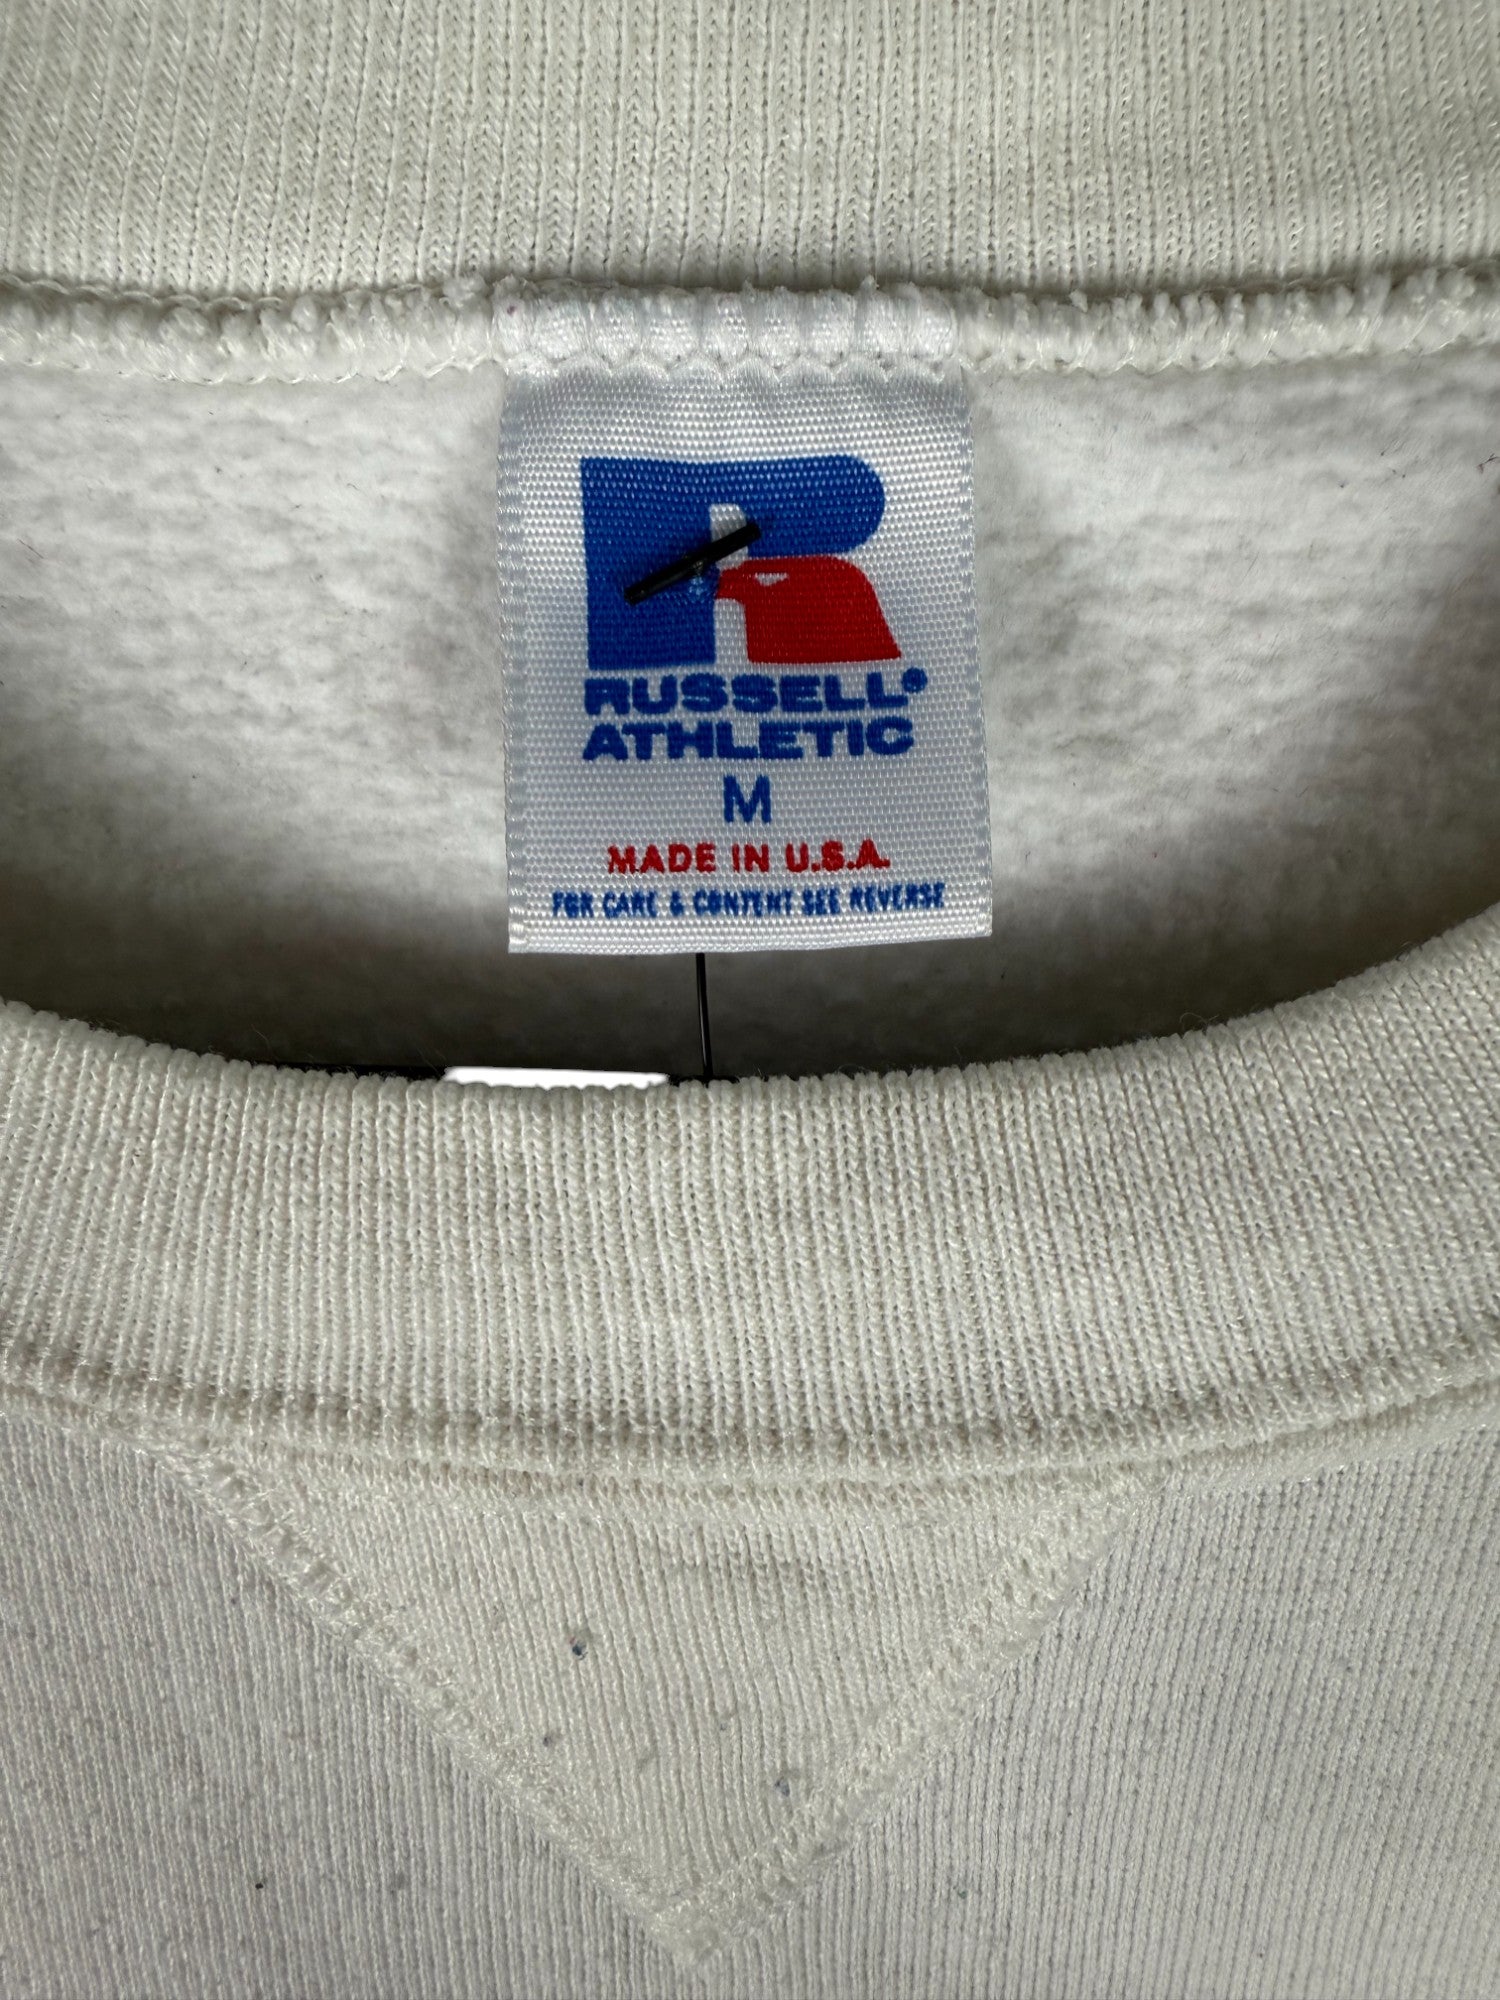 R
RUSSELL®
ATHLETIC
M
MADE IN U.S.A.
FOR CARE & CONTENT SEE REVERSE